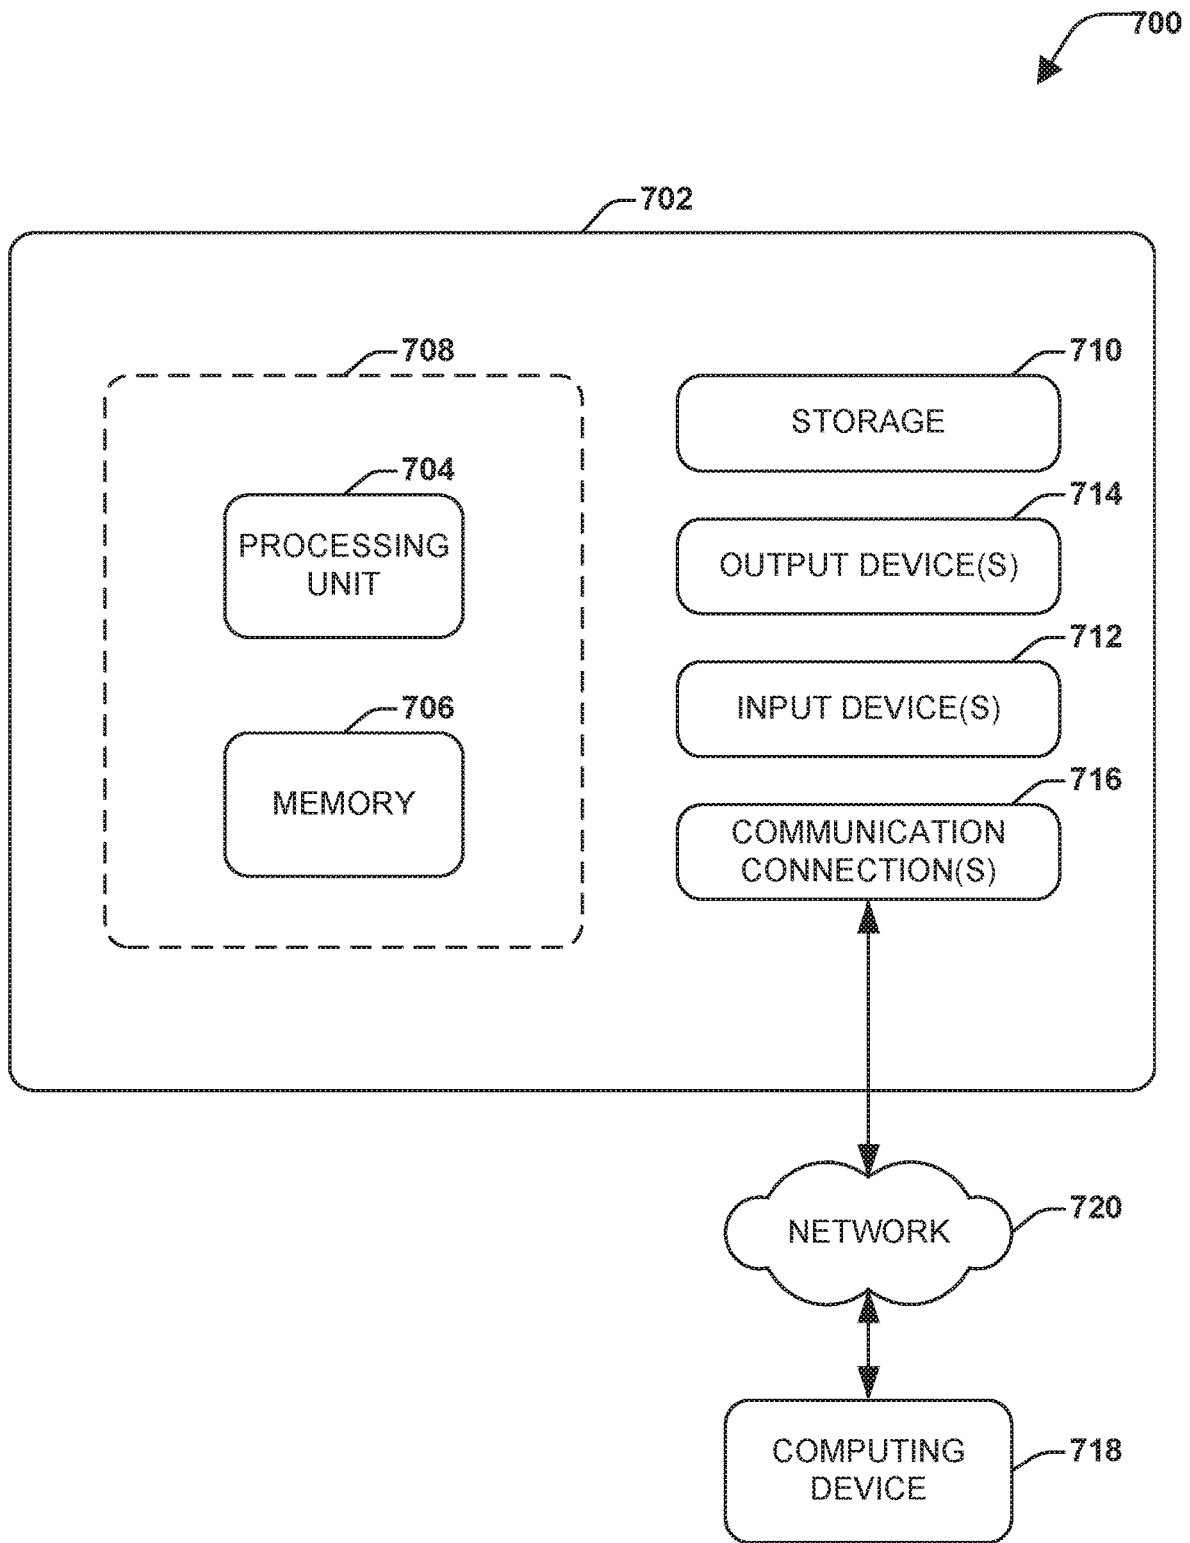 700
702
708
710
STORAGE
704
PROCESSING
UNIT
714
OUTPUT DEVICE(S)
712
INPUT DEVICE(S)
706
MEMORY
716
COMMUNICATION
CONNECTION(S)
NETWORK
720
COMPUTING
DEVICE
718